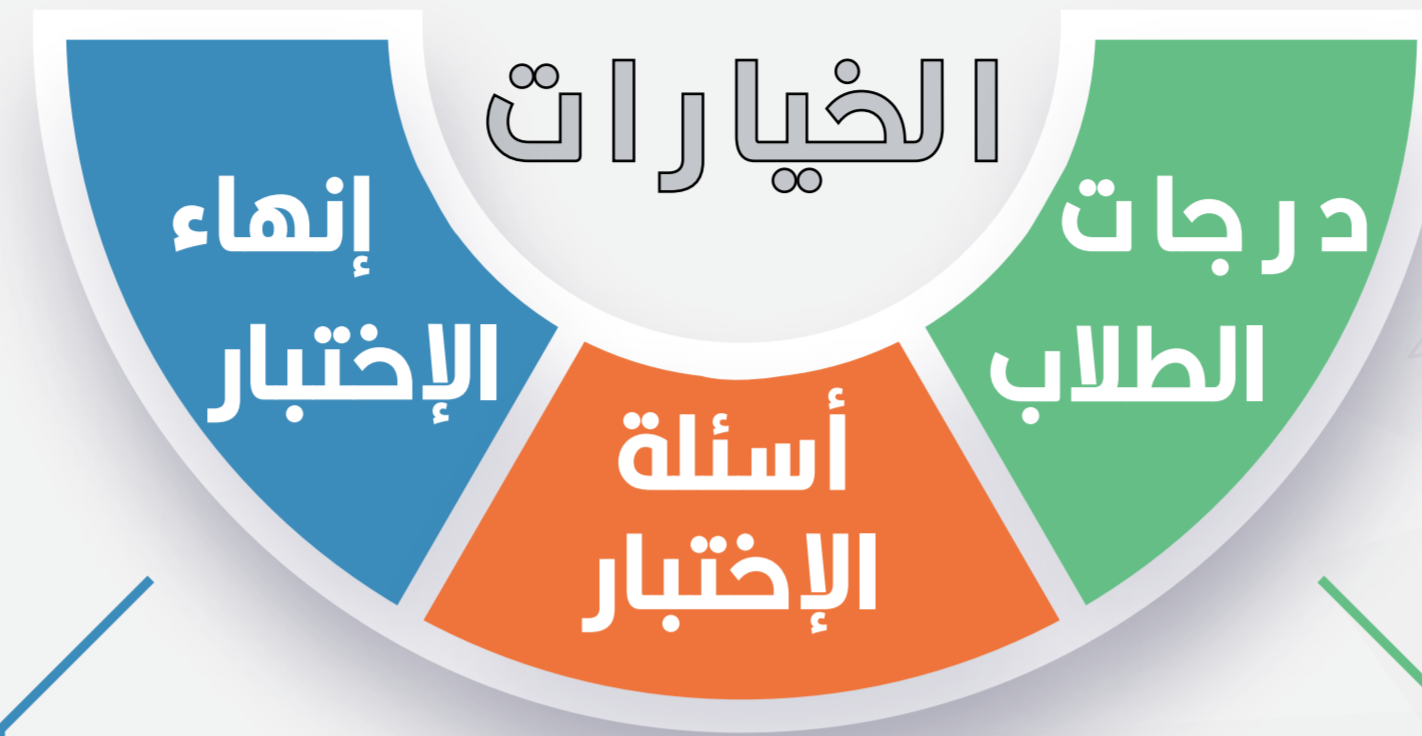 الخيارات
درجات
الطلاب
أسئلة
الإختبار
إنهاء
الإختبار